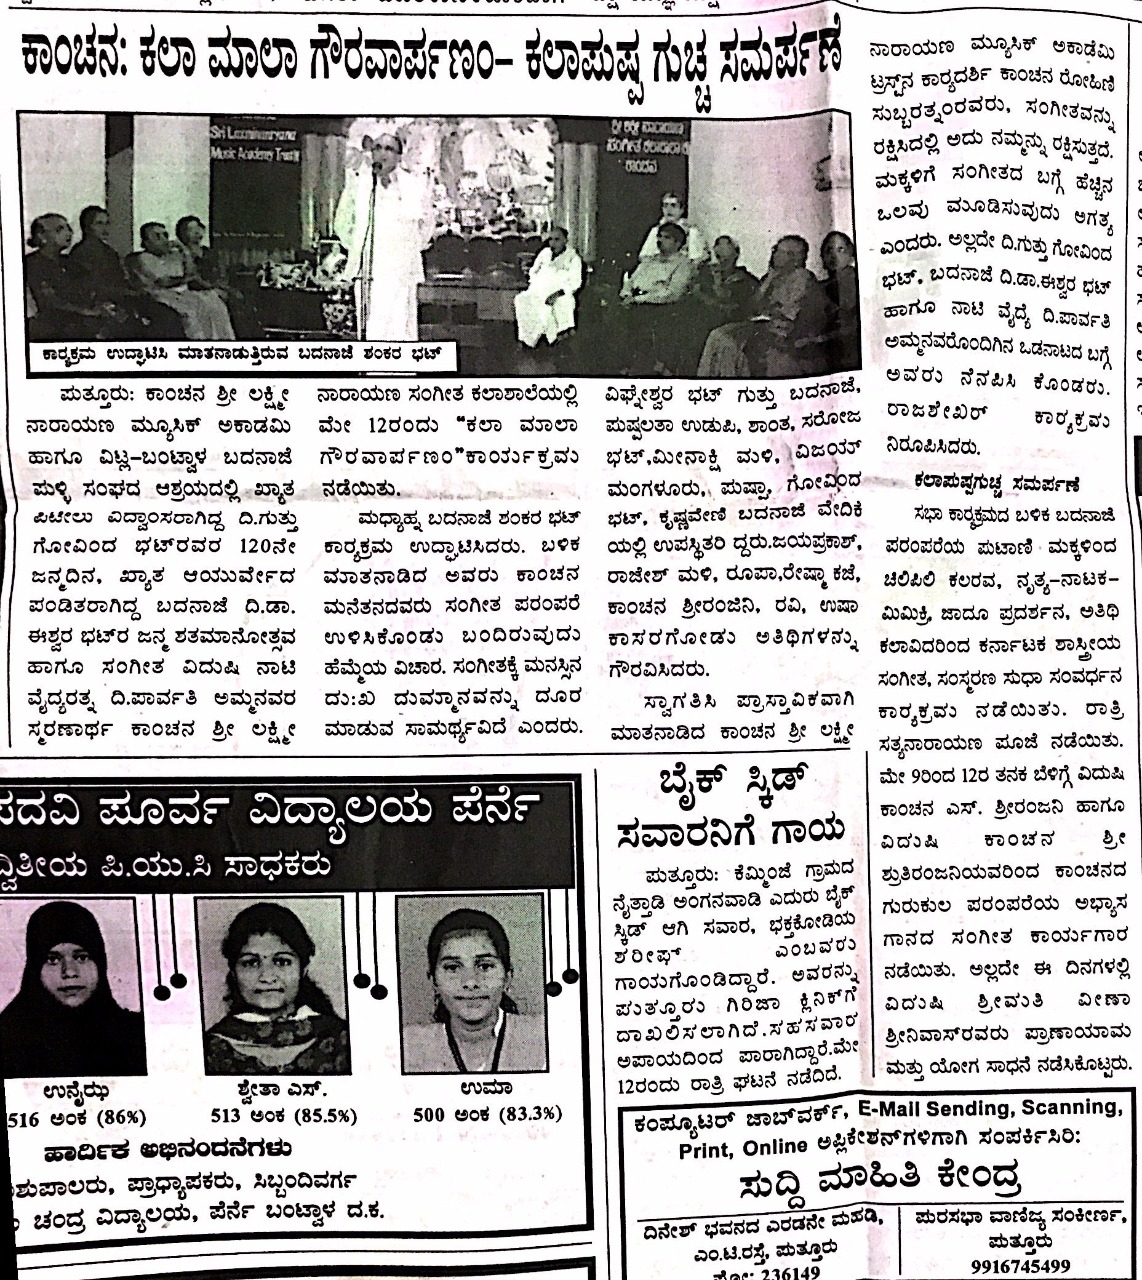 ಕಾಂಚನ: ಕಲಾ ಮಾಲಾ ಗೌರವಾರ್ಪಣಂ– ಕಲಾಪುಷ್ಪ ಗುಚ್ಚ ಸಮರ್ಪಣೆ
Sri Laxminarayana
Music Academy Trust
ಸಂಗೀತ ಕಲಾಶಾಲೆ
ಕಾಂಚನ
ಕಾರ್‍ಯಕ್ರಮ ಉದ್ಘಾಟಿಸಿ ಮಾತನಾಡುತ್ತಿರುವ ಬದನಾಜೆ ಶಂಕರ ಭಟ್
ಪುತ್ತೂರು: ಕಾಂಚನ ಶ್ರೀ ಲಕ್ಷ್ಮೀ
ನಾರಾಯಣ ಮ್ಯೂಸಿಕ್ ಅಕಾಡಮಿ
ಹಾಗೂ ವಿಟ್ಲ–ಬಂಟ್ವಾಳ ಬದನಾಜೆ
ಮಳಿ ಸಂಘದ ಆಶ್ರಯದಲ್ಲಿ ಖ್ಯಾತ
ಪಿಟೀಲು ವಿದ್ವಾಂಸರಾಗಿದ್ದ ದಿ.ಗುತ್ತು
ಗೋವಿಂದ ಭಟ್‌ರವರ 120ನೇ
ಜನ್ಮದಿನ, ಖ್ಯಾತ ಆಯುರ್ವೇದ
ಪಂಡಿತರಾಗಿದ್ದ ಬದನಾಜೆ ದಿ.ಡಾ.
ಈಶ್ವರ ಭಟ್‌ರ ಜನ್ಮ ಶತಮಾನೋತ್ಸವ
ಹಾಗೂ ಸಂಗೀತ ವಿದುಷಿ ನಾಟಿ
ವೈದ್ಯರತ್ನ ದಿ.ಪಾರ್ವತಿ ಅಮ್ಮನವರ
ಸ್ಮರಣಾರ್ಥ ಕಾಂಚನ ಶ್ರೀ ಲಕ್ಷ್ಮೀ
ನಾರಾಯಣ ಸಂಗೀತ ಕಲಾಶಾಲೆಯಲ್ಲಿ
ಮೇ 12ರಂದು "ಕಲಾ ಮಾಲಾ
ಗೌರವಾರ್ಪಣಂ"ಕಾರ್ಯಕ್ರಮ
ನಡೆಯಿತು.
ಮಧ್ಯಾಹ್ನ ಬದನಾಜೆ ಶಂಕರ ಭಟ್
ಕಾರ್‍ಯಕ್ರಮ ಉದ್ಘಾಟಿಸಿದರು. ಬಳಿಕ
ಮಾತನಾಡಿದ ಅವರು ಕಾಂಚನ
ಮನೆತನದವರು ಸಂಗೀತ ಪರಂಪರೆ
ಉಳಿಸಿಕೊಂಡು ಬಂದಿರುವುದು
ಹೆಮ್ಮೆಯ ವಿಚಾರ. ಸಂಗೀತಕ್ಕೆ ಮನಸ್ಸಿನ
ದು:ಖ ದುಮ್ಮಾನವನ್ನು ದೂರ
ಮಾಡುವ ಸಾಮರ್ಥ್ಯವಿದೆ ಎಂದರು.
ವಿಘ್ನೇಶ್ವರ ಭಟ್ ಗುತ್ತು ಬದನಾಜೆ,
ಪುಷ್ಪಲತಾ ಉಡುಪಿ, ಶಾಂತ, ಸರೋಜ
ಭಟ್,ಮೀನಾಕ್ಷಿ ಮಳಿ, ವಿಜಯ್
ಮಂಗಳೂರು, ಪುಷ್ಪಾ, ಗೋವಿಂದ
ಭಟ್, ಕೃಷ್ಣವೇಣಿ ಬದನಾಜೆ ವೇದಿಕೆ
ಯಲ್ಲಿ ಉಪಸ್ಥಿತರಿ ದ್ದರು.ಜಯಪ್ರಕಾಶ್,
ರಾಜೇಶ್ ಮಳಿ, ರೂಪಾ,ರೇಷ್ಮಾ ಕಜೆ,
ಕಾಂಚನ ಶ್ರೀರಂಜಿನಿ, ರವಿ, ಉಷಾ
ಕಾಸರಗೋಡು ಅತಿಥಿಗಳನ್ನು
ಗೌರವಿಸಿದರು.
ಸ್ವಾಗತಿಸಿ ಪ್ರಾಸ್ತಾವಿಕವಾಗಿ
ಮಾತನಾಡಿದ ಕಾಂಚನ ಶ್ರೀ ಲಕ್ಷ್ಮೀ
ನಾರಾಯಣ ಮ್ಯೂಸಿಕ್ ಅಕಾಡೆಮಿ
ಟ್ರಸ್ಟ್‌ನ ಕಾರ್‍ಯದರ್ಶಿ ಕಾಂಚನ ರೋಹಿಣಿ
ಸುಬ್ಬರತ್ನಂರವರು, ಸಂಗೀತವನ್ನು
ರಕ್ಷಿಸಿದಲ್ಲಿ ಅದು ನಮ್ಮನ್ನು ರಕ್ಷಿಸುತ್ತದೆ.
ಮಕ್ಕಳಿಗೆ ಸಂಗೀತದ ಬಗ್ಗೆ ಹೆಚ್ಚಿನ
ಒಲವು ಮೂಡಿಸುವುದು ಅಗತ್ಯ
ಎಂದರು. ಅಲ್ಲದೇ ದಿ.ಗುತ್ತು ಗೋವಿಂದ
ಭಟ್, ಬದನಾಜೆ ದಿ.ಡಾ.ಈಶ್ವರ ಭಟ್
ಹಾಗೂ ನಾಟಿ ವೈದ್ಯೆ ದಿ.ಪಾರ್ವತಿ
ಅಮ್ಮನವರೊಂದಿಗಿನ ಒಡನಾಟದ ಬಗ್ಗೆ
ಅವರು ನೆನಪಿಸಿ ಕೊಂಡರು.
ರಾಜಶೇಖರ್ ಕಾರ್‍ಯಕ್ರಮ
ನಿರೂಪಿಸಿದರು.
ಕಲಾಪುಷ್ಪಗುಚ್ಚ ಸಮರ್ಪಣೆ
ಸಭಾ ಕಾರ್‍ಯಕ್ರಮದ ಬಳಿಕ ಬದನಾಜೆ
ಪರಂಪರೆಯ ಪುಟಾಣಿ ಮಕ್ಕಳಿಂದ
ಚಿಲಿಪಿಲಿ ಕಲರವ, ನೃತ್ಯ–ನಾಟಕ–
ಮಿಮಿಕ್ರಿ, ಜಾದೂ ಪ್ರದರ್ಶನ, ಅತಿಥಿ
ಕಲಾವಿದರಿಂದ ಕರ್ನಾಟಕ ಶಾಸ್ತ್ರೀಯ
ಸಂಗೀತ, ಸಂಸ್ಮರಣ ಸುಧಾ ಸಂವರ್ಧನ
ಕಾರ್‍ಯಕ್ರಮ ನಡೆಯಿತು. ರಾತ್ರಿ
ಸತ್ಯನಾರಾಯಣ ಪೂಜೆ ನಡೆಯಿತು.
ಮೇ 9ರಿಂದ 12ರ ತನಕ ಬೆಳಿಗ್ಗೆ ವಿದುಷಿ
ಕಾಂಚನ ಎಸ್. ಶ್ರೀರಂಜನಿ ಹಾಗೂ
ವಿದುಷಿ ಕಾಂಚನ ಶ್ರೀ
ಶ್ರುತಿರಂಜನಿಯವರಿಂದ ಕಾಂಚನದ
ಗುರುಕುಲ ಪರಂಪರೆಯ ಅಭ್ಯಾಸ
ಗಾನದ ಸಂಗೀತ ಕಾರ್ಯಗಾರ
ನಡೆಯಿತು. ಅಲ್ಲದೇ ಈ ದಿನಗಳಲ್ಲಿ
ವಿದುಷಿ ಶ್ರೀಮತಿ ವೀಣಾ
ಶ್ರೀನಿವಾಸ್‌ರವರು ಪ್ರಾಣಾಯಾಮ
ಮತ್ತು ಯೋಗ ಸಾಧನೆ ನಡೆಸಿಕೊಟ್ಟರು.
ಪದವಿ ಪೂರ್ವ ವಿದ್ಯಾಲಯ ಪೆರ್ನೆ
ದ್ವಿತೀಯ ಪಿ.ಯು.ಸಿ ಸಾಧಕರು
ಉನೈಝ
516 ಅಂಕ (86%)
ಶ್ವೇತಾ ಎಸ್.
513 ಅಂಕ (85.5%)
ಉಮಾ
500 ಅಂಕ (83.3%)
ಹಾರ್ದಿಕ ಅಭಿನಂದನೆಗಳು
ಶುಪಾಲರು, ಪ್ರಾಧ್ಯಾಪಕರು, ಸಿಬ್ಬಂದಿವರ್ಗ
ಚಂದ್ರ ವಿದ್ಯಾಲಯ, ಪೆರ್ನೆ ಬಂಟ್ವಾಳ ದ.ಕ.
ಬೈಕ್ ಸ್ಕಿಡ್
ಸವಾರನಿಗೆ ಗಾಯ
ಪುತ್ತೂರು: ಕೆಮ್ಮಿಂಜೆ ಗ್ರಾಮದ
ನೈತ್ತಾಡಿ ಅಂಗನವಾಡಿ ಎದುರು ಬೈಕ್
ಸ್ಕಿಡ್ ಆಗಿ ಸವಾರ, ಭಕ್ತಕೋಡಿಯ
ಶರೀಫ್ ಎಂಬವರು
ಗಾಯಗೊಂಡಿದ್ದಾರೆ. ಅವರನ್ನು
ಪುತ್ತೂರು ಗಿರಿಜಾ ಕ್ಲಿನಿಕ್‌ಗೆ
ದಾಖಲಿಸಲಾಗಿದೆ.ಸಹಸವಾರ
ಅಪಾಯದಿಂದ ಪಾರಾಗಿದ್ದಾರೆ.ಮೇ
12ರಂದು ರಾತ್ರಿ ಘಟನೆ ನಡೆದಿದೆ.
ಕಂಪ್ಯೂಟರ್ ಜಾಬ್‌ವರ್ಕ್, E-Mail Sending, Scanning,
Print, Online ಅಪ್ಲಿಕೇಶನ್‌ಗಳಿಗಾಗಿ ಸಂಪರ್ಕಿಸಿರಿ:
ಸುದ್ದಿ ಮಾಹಿತಿ ಕೇಂದ್ರ
ದಿನೇಶ್ ಭವನದ ಎರಡನೇ ಮಹಡಿ,
ಎಂ.ಟಿ.ರಸ್ತೆ, ಪುತ್ತೂರು
ಫೋ: 236149
ಪುರಸಭಾ ವಾಣಿಜ್ಯ ಸಂಕೀರ್ಣ,
ಪುತ್ತೂರು
9916745499